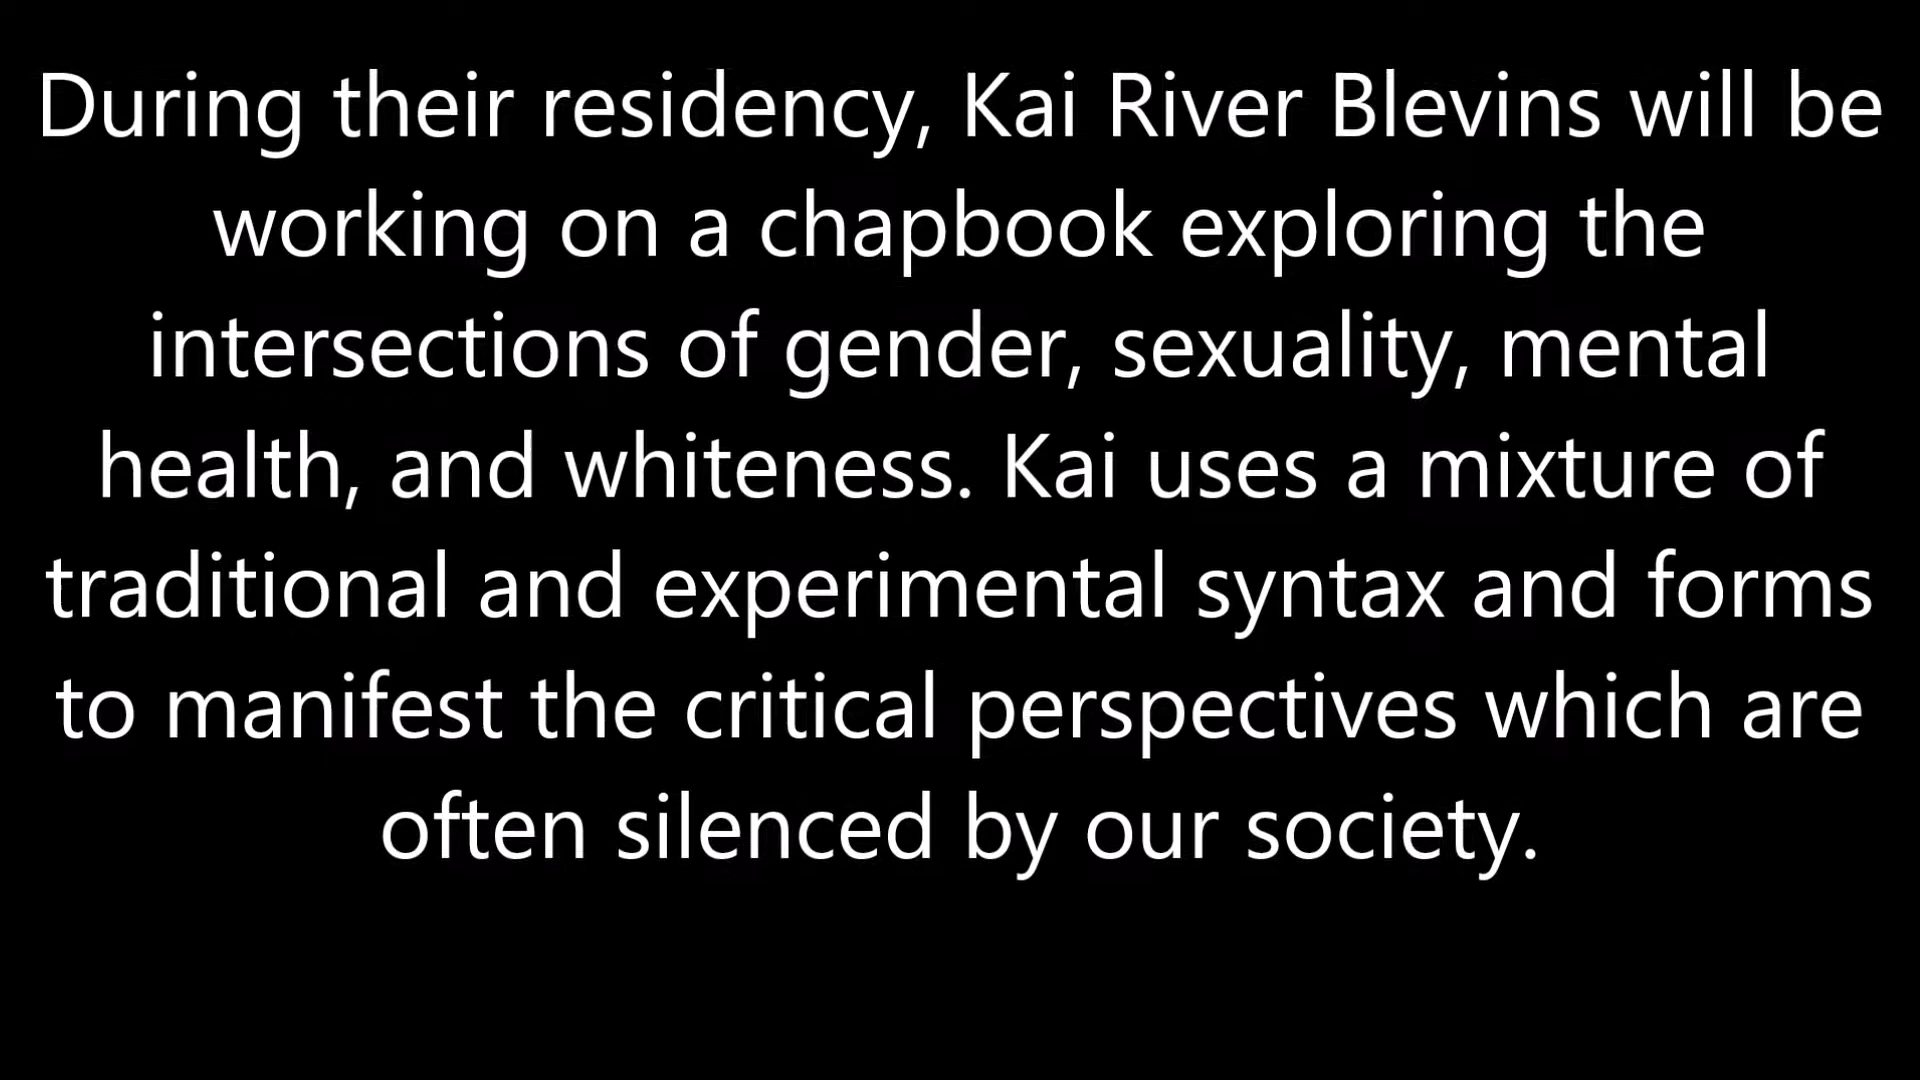 During their residency, Kai River Blevins will be
working on a chapbook exploring the
intersections of gender, sexuality, mental
health, and whiteness. Kai uses a mixture of
traditional and experimental syntax and forms
to manifest the critical perspectives which are
often silenced by our society.